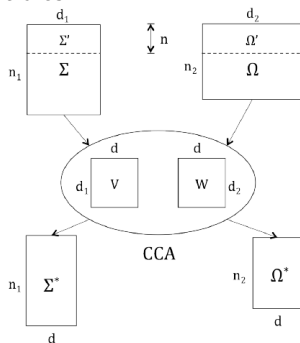 d₁ d₂
Σ' n Ω'
n₁ Σ n₂ Ω
d d
d₁ V W d₂
CCA
n₁ Σ* n₂ Ω*
d d